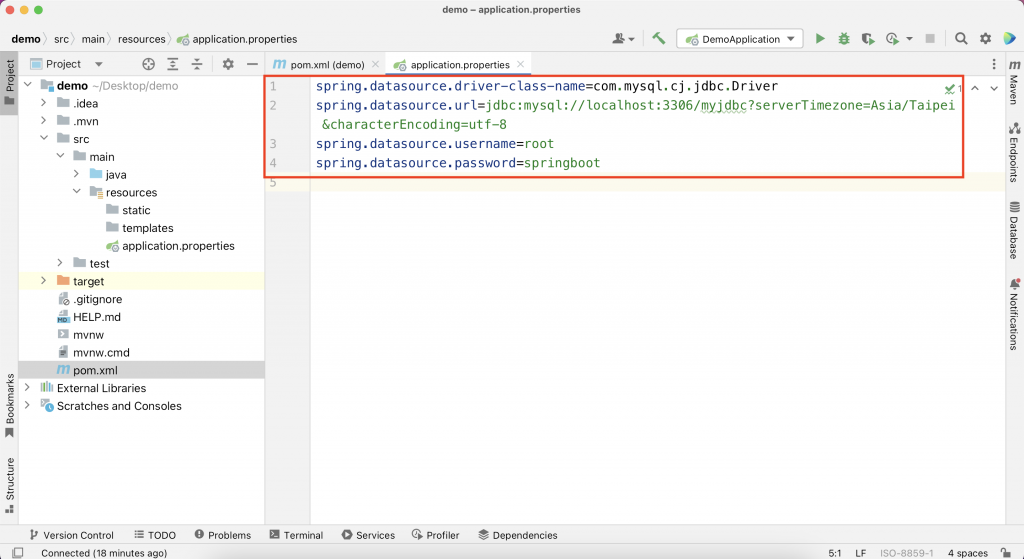 demo – application.properties
demo src main resources application.properties
DemoApplication
Project
pom.xml (demo)
application.properties
demo ~/Desktop/demo
.idea
.mvn
src
main
java
resources
static
templates
application.properties
test
target
.gitignore
HELP.md
mvnw
mvnw.cmd
pom.xml
External Libraries
Scratches and Consoles
1 spring.datasource.driver-class-name=com.mysql.cj.jdbc.Driver
2 spring.datasource.url=jdbc:mysql://localhost:3306/myjdbc?serverTimezone=Asia/Taipei
&characterEncoding=utf-8
3 spring.datasource.username=root
4 spring.datasource.password=springboot
5
1
Project
Bookmarks
Structure
m
Maven
Endpoints
Database
Notifications
Version Control TODO Problems Terminal Services Profiler Dependencies
Connected (18 minutes ago) 5:1 LF ISO-8859-1 4 spaces